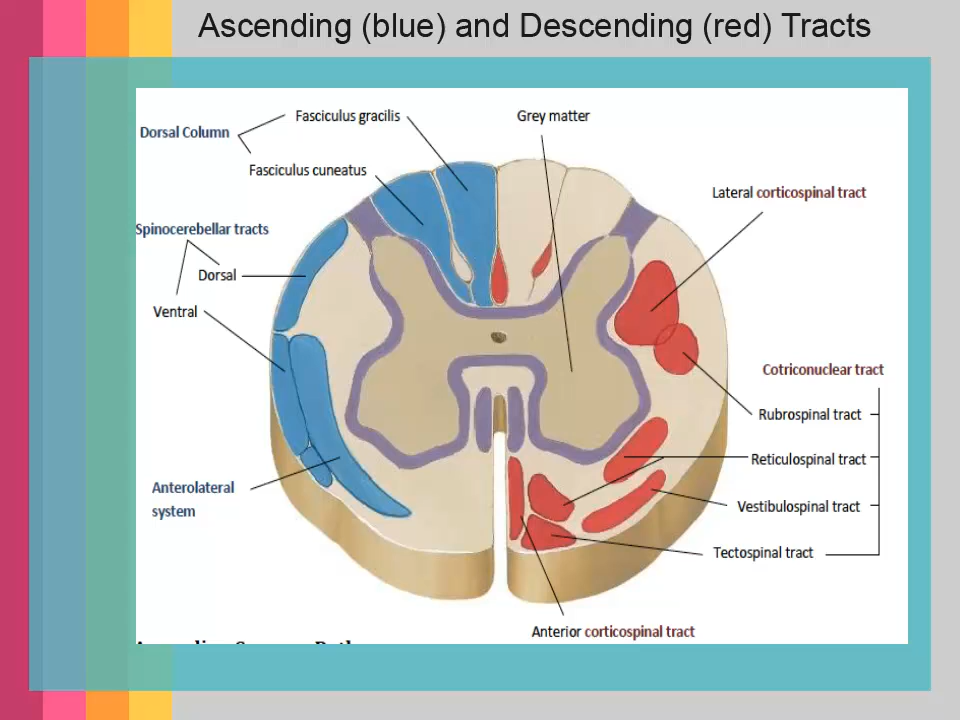 Ascending (blue) and Descending (red) Tracts
Fasciculus gracilis
Grey matter
Dorsal Column
Fasciculus cuneatus
Lateral corticospinal tract
Spinocerebellar tracts
Dorsal
Ventral
Cotriconuclear tract
Rubrospinal tract
Reticulospinal tract
Anterolateral
system
Vestibulospinal tract
Tectospinal tract
Anterior corticospinal tract